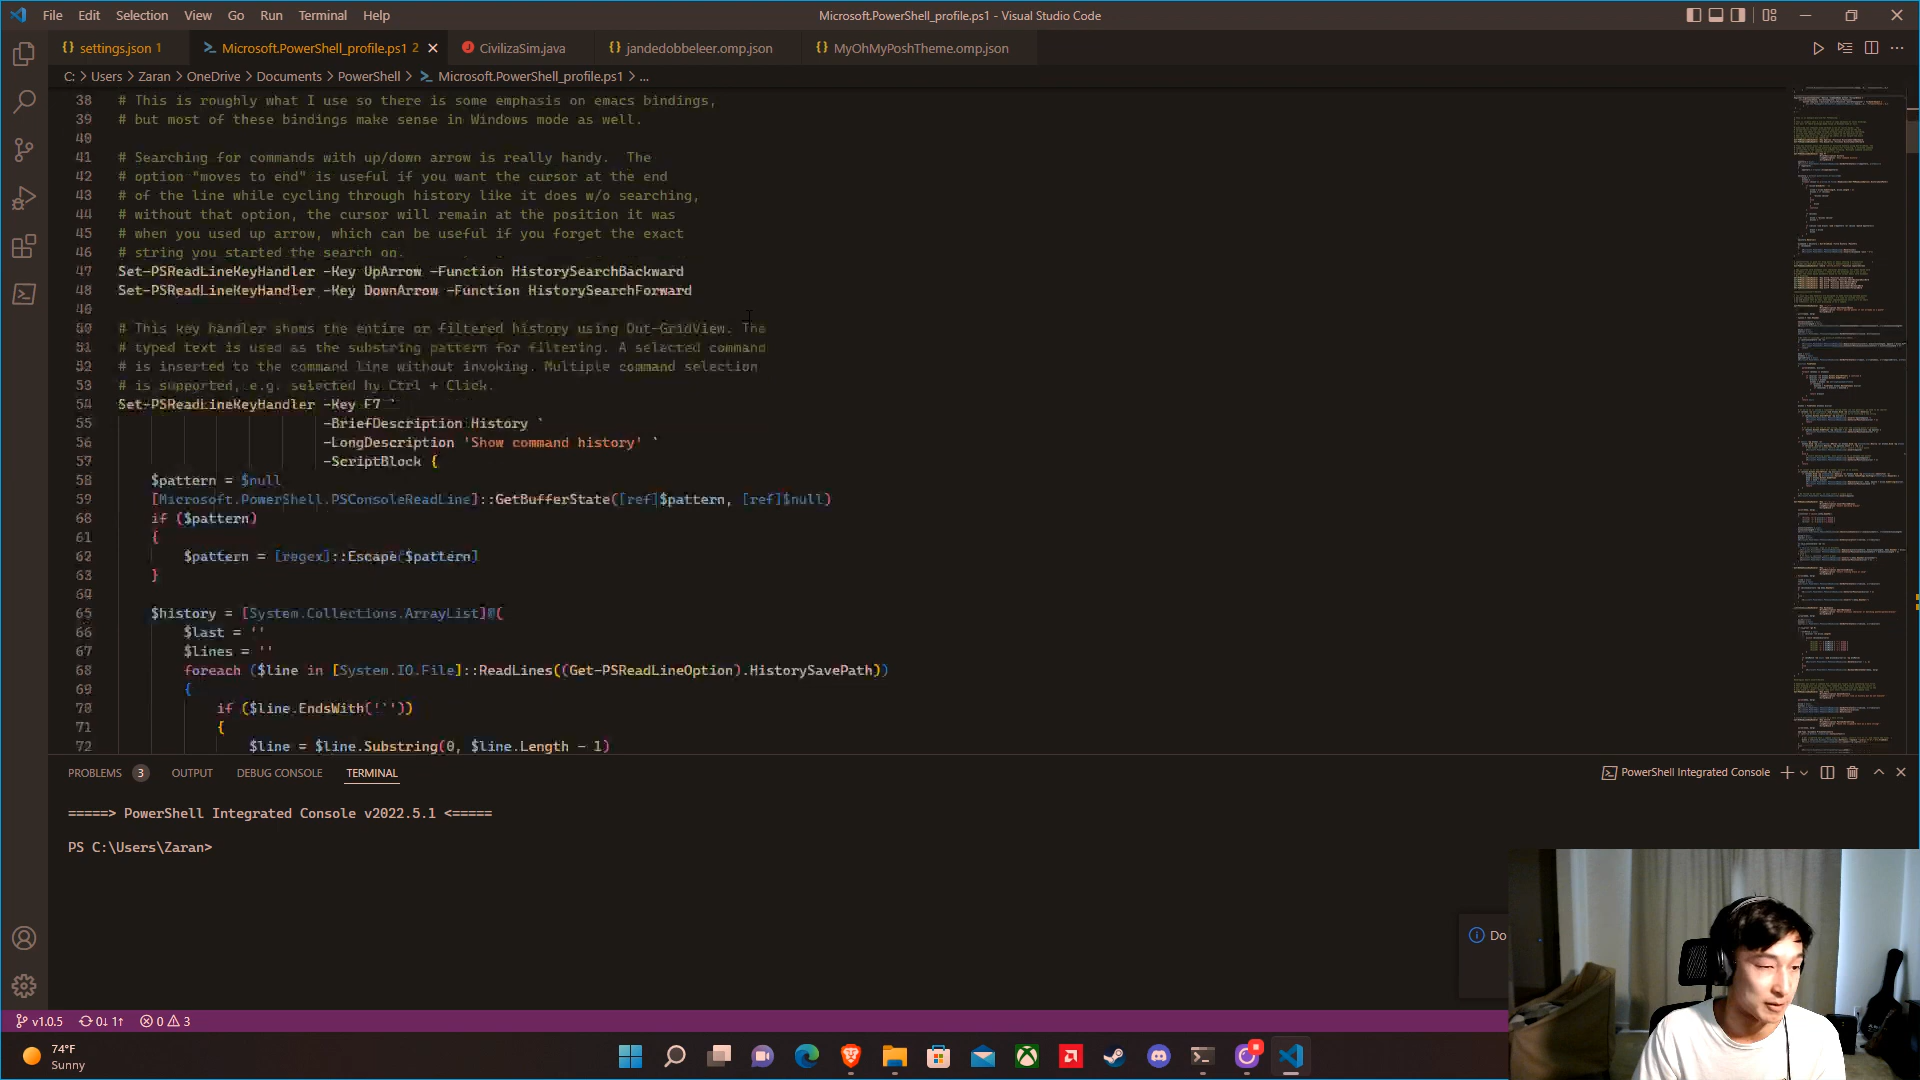 File Edit Selection View Go Run Terminal Help
Microsoft.PowerShell_profile.ps1 - Visual Studio Code
settings.json 1
Microsoft.PowerShell_profile.ps1 2
CivilizaSim.java
jandedobbeleer.omp.json
MyOhMyPoshTheme.omp.json
C: > Users > Zaran > OneDrive > Documents > PowerShell > Microsoft.PowerShell_profile.ps1 > ...
38 # This is roughly what I use so there is some emphasis on emacs bindings,
39 # but most of these bindings make sense in Windows mode as well.
40
41 # Searching for commands with up/down arrow is really handy.  The
42 # option "moves to end" is useful if you want the cursor at the end
43 # of the line while cycling through history like it does w/o searching,
44 # without that option, the cursor will remain at the position it was
45 # when you used up arrow, which can be useful if you forget the exact
46 # string you started the search on.
47 Set-PSReadLineKeyHandler -Key UpArrow -Function HistorySearchBackward
48 Set-PSReadLineKeyHandler -Key DownArrow -Function HistorySearchForward
50 # This key handler shows the entire or filtered history using Out-GridView. The
51 # typed text is used as the substring pattern for filtering. A selected command
52 # is inserted to the command line without invoking. Multiple command selection
53 # is supported, e.g. selected by Ctrl + Click.
54 Set-PSReadLineKeyHandler -Key F7 `
55 -BriefDescription History `
56 -LongDescription 'Show command history' `
57 -ScriptBlock {
58 $pattern = $null
59 [Microsoft.PowerShell.PSConsoleReadLine]::GetBufferState([ref]$pattern, [ref]$null)
60 if ($pattern)
61 {
62 $pattern = [regex]::Escape($pattern)
63 }
64
65 $history = [System.Collections.ArrayList]@(
66 $last = ''
67 $lines = ''
68 foreach ($line in [System.IO.File]::ReadLines((Get-PSReadLineOption).HistorySavePath))
69 {
70 if ($line.EndsWith('`'))
71 {
72 $line = $line.Substring(0, $line.Length - 1)
PROBLEMS 3 OUTPUT DEBUG CONSOLE TERMINAL
PowerShell Integrated Console
=====> PowerShell Integrated Console v2022.5.1 <=====
PS C:\Users\Zaran>
Do
v1.0.5 0↓ 1↑ 0 3
74°F
Sunny